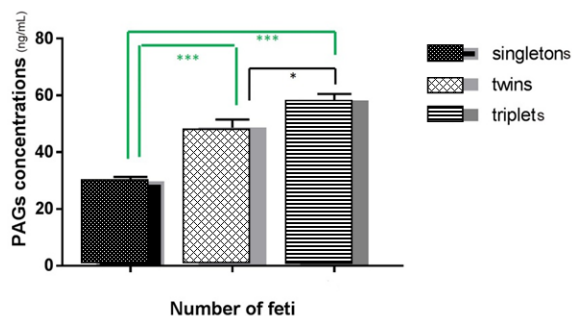 PAGs concentrations (ng/mL)
80
60
40
20
0
***
***
*
singletons
twins
triplets
Number of feti